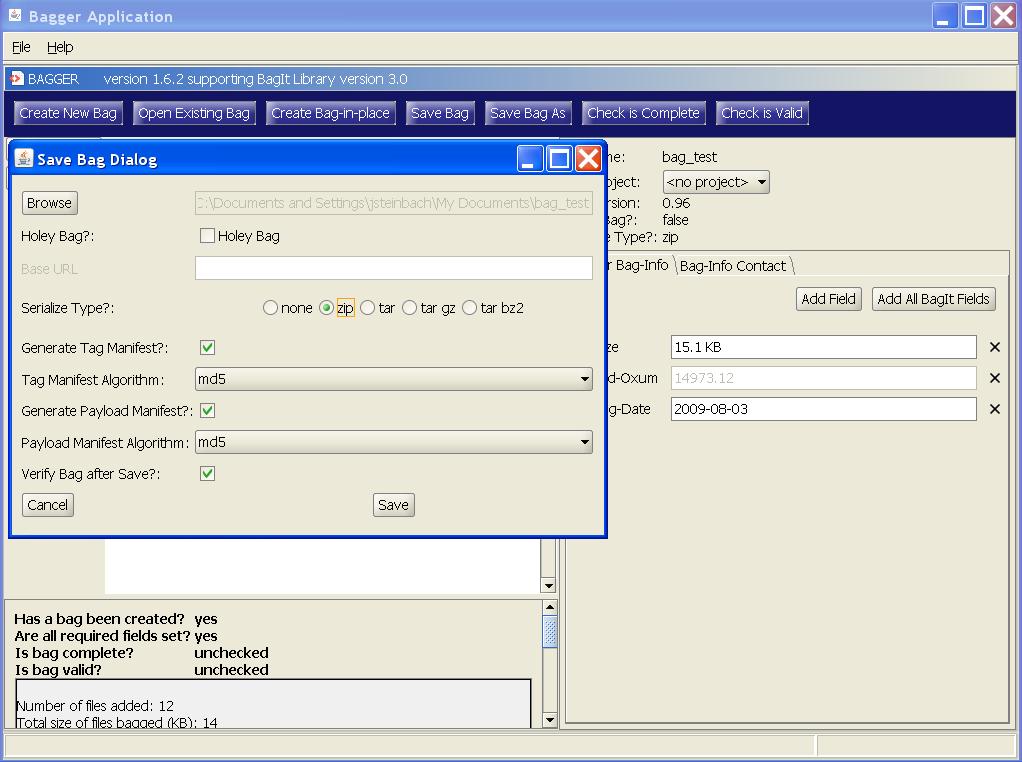 Bagger Application
File Help
BAGGER version 1.6.2 supporting BagIt Library version 3.0
Create New Bag Open Existing Bag Create Bag-in-place Save Bag Save Bag As Check is Complete Check is Valid
Save Bag Dialog
Browse C:\Documents and Settings\jsteinbach\My Documents\bag_test
Holey Bag?: Holey Bag
Base URL
Serialize Type?: none zip tar tar gz tar bz2
Generate Tag Manifest?:
Tag Manifest Algorithm: md5
Generate Payload Manifest?:
Payload Manifest Algorithm: md5
Verify Bag after Save?:
Cancel Save
me: bag_test
oject: <no project>
rsion: 0.96
Bag?: false
e Type?: zip
r Bag-Info Bag-Info Contact
Add Field Add All BagIt Fields
ze 15.1 KB
d-Oxum 14973.12
g-Date 2009-08-03
Has a bag been created? yes
Are all required fields set? yes
Is bag complete? unchecked
Is bag valid? unchecked
Number of files added: 12
Total size of files bagged (KB): 14